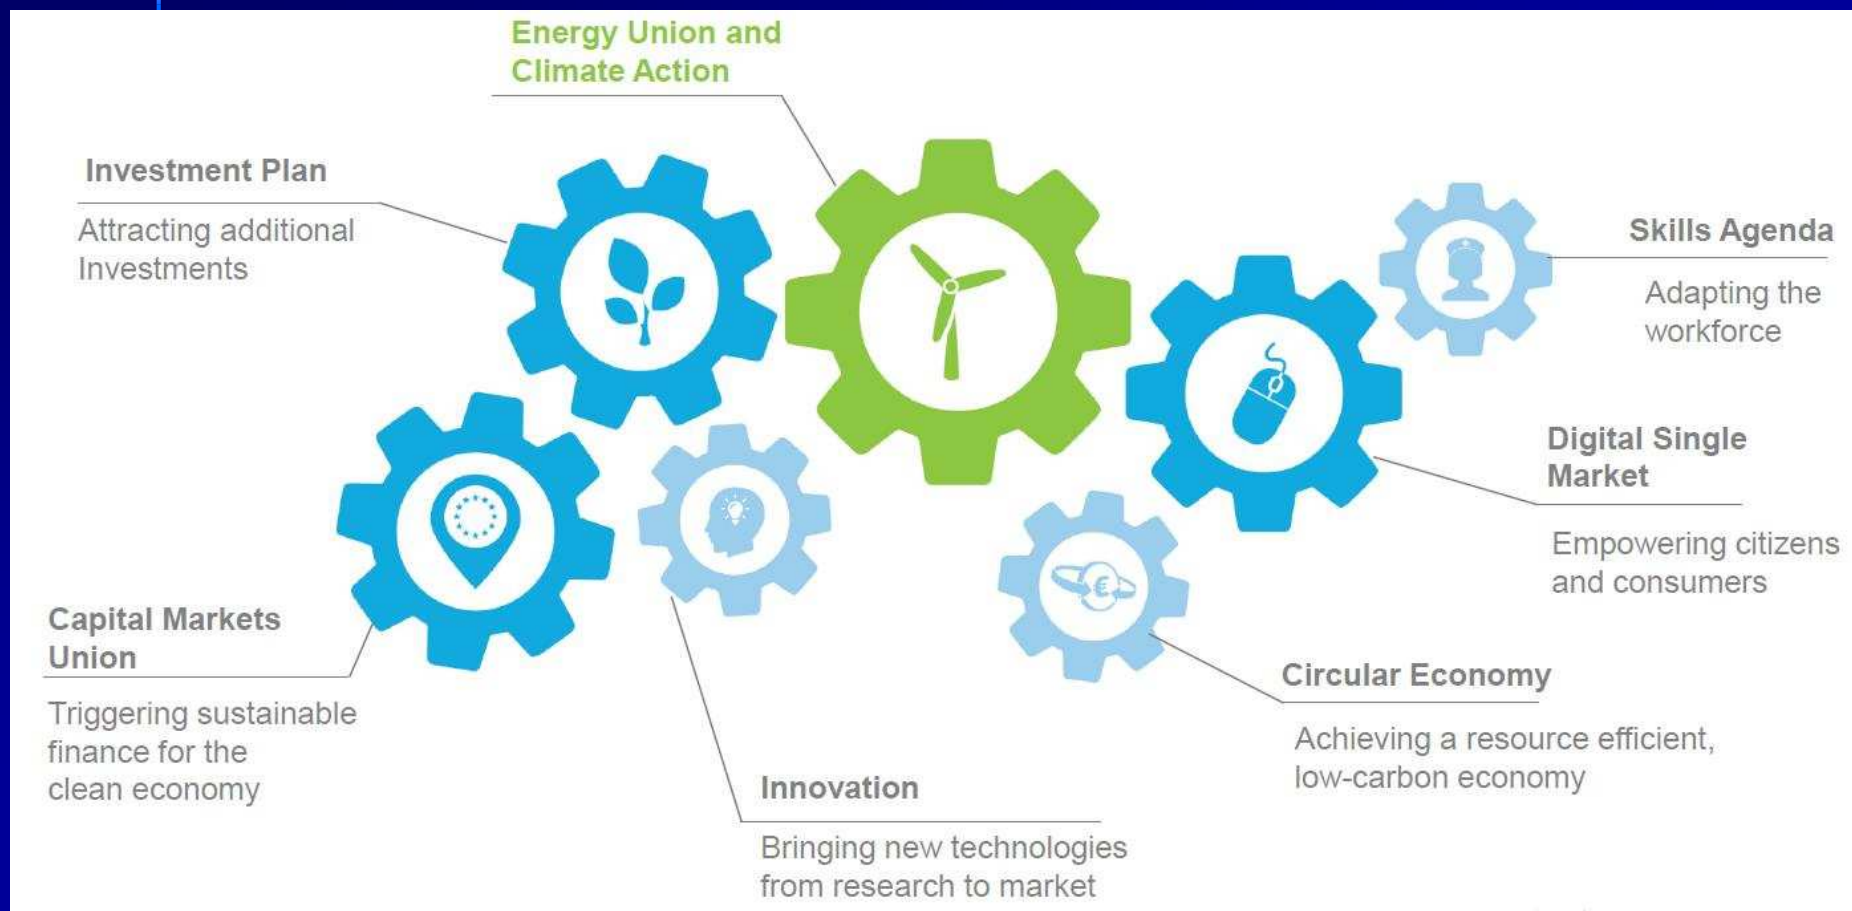 Energy Union and
Climate Action
Investment Plan
Attracting additional
Investments
Skills Agenda
Adapting the
workforce
Digital Single
Market
Empowering citizens
and consumers
Capital Markets
Union
Triggering sustainable
finance for the
clean economy
Circular Economy
Achieving a resource efficient,
low-carbon economy
Innovation
Bringing new technologies
from research to market
€